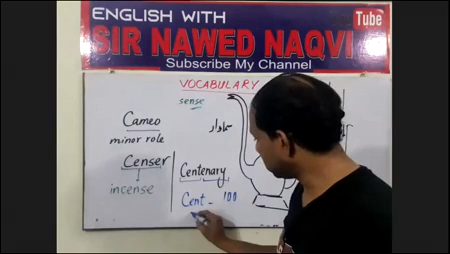 ENGLISH WITH
Tube
SIR NAWED NAQVI
Subscribe My Channel
VOCABULARY
sense
Cameo
minor role
سماوار
Censer
incense
Centenary
Cent - 100